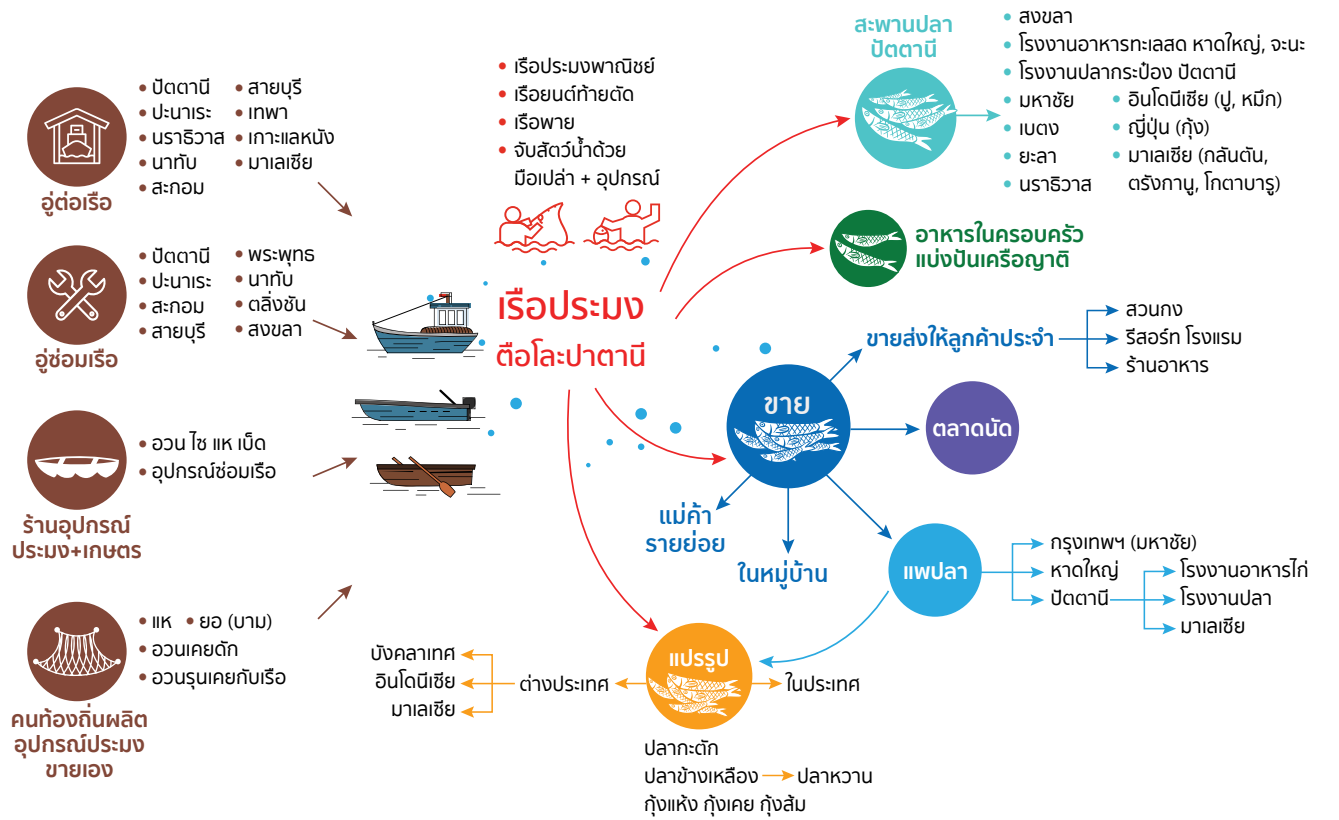 • ปัตตานี
• ปะนาเระ
• นราธิวาส
• นาทับ
• สะกอม
• สายบุรี
• เทพา
• เกาะแลหนัง
• มาเลเซีย
อู่ต่อเรือ
• ปัตตานี
• ปะนาเระ
• สะกอม
• สายบุรี
• พระพุทธ
• นาทับ
• ตลิ่งชัน
• สงขลา
อู่ซ่อมเรือ
• อวน ไซ แห เบ็ด
• อุปกรณ์ซ่อมเรือ
ร้านอุปกรณ์
ประมง+เกษตร
• แห • ยอ (บาม)
• อวนเคยดัก
• อวนรุนเคยกับเรือ
คนท้องถิ่นผลิต
อุปกรณ์ประมง
ขายเอง
• เรือประมงพาณิชย์
• เรือยนต์ท้ายตัด
• เรือพาย
• จับสัตว์น้ำด้วย
มือเปล่า + อุปกรณ์
เรือประมง
ตือโละปาตานี
สะพานปลา
ปัตตานี
• สงขลา
• โรงงานอาหารทะเลสด หาดใหญ่, จะนะ
• โรงงานปลากระป๋อง ปัตตานี
• มหาชัย
• เบตง
• ยะลา
• นราธิวาส
• อินโดนีเซีย (ปู, หมึก)
• ญี่ปุ่น (กุ้ง)
• มาเลเซีย (กลันตัน,
ตรังกานู, โกตาบารู)
อาหารในครอบครัว
แบ่งปันเครือญาติ
ขาย
ขายส่งให้ลูกค้าประจำ
สวนกง
รีสอร์ท โรงแรม
ร้านอาหาร
ตลาดนัด
แม่ค้า
รายย่อย
ในหมู่บ้าน
แพปลา
กรุงเทพฯ (มหาชัย)
หาดใหญ่
ปัตตานี
โรงงานอาหารไก่
โรงงานปลา
มาเลเซีย
แปรรูป
ต่างประเทศ
บังคลาเทศ
อินโดนีเซีย
มาเลเซีย
ในประเทศ
ปลากะตัก
ปลาข้างเหลือง ปลาหวาน
กุ้งแห้ง กุ้งเคย กุ้งส้ม